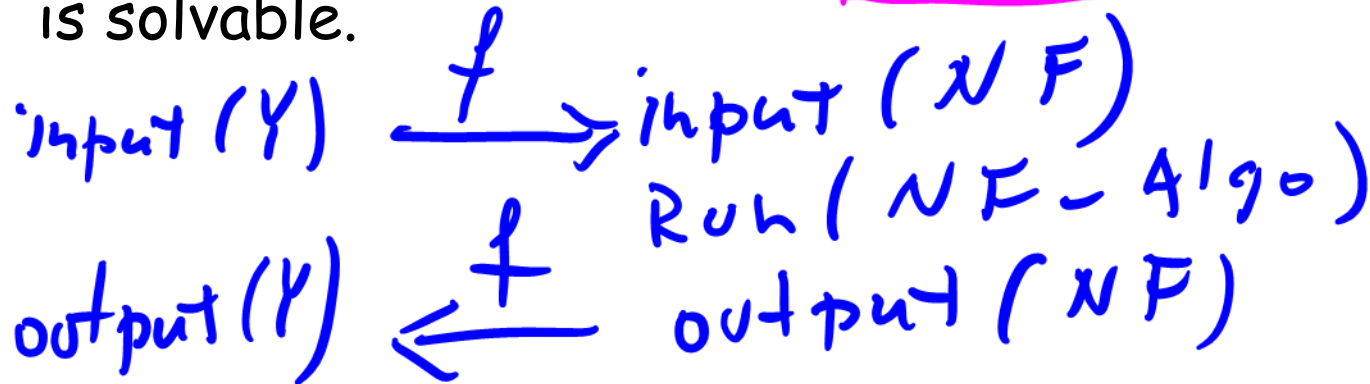 is solvable.
input (Y) f input (NF)
Run (NF - Algo)
output (Y) f output (NF)